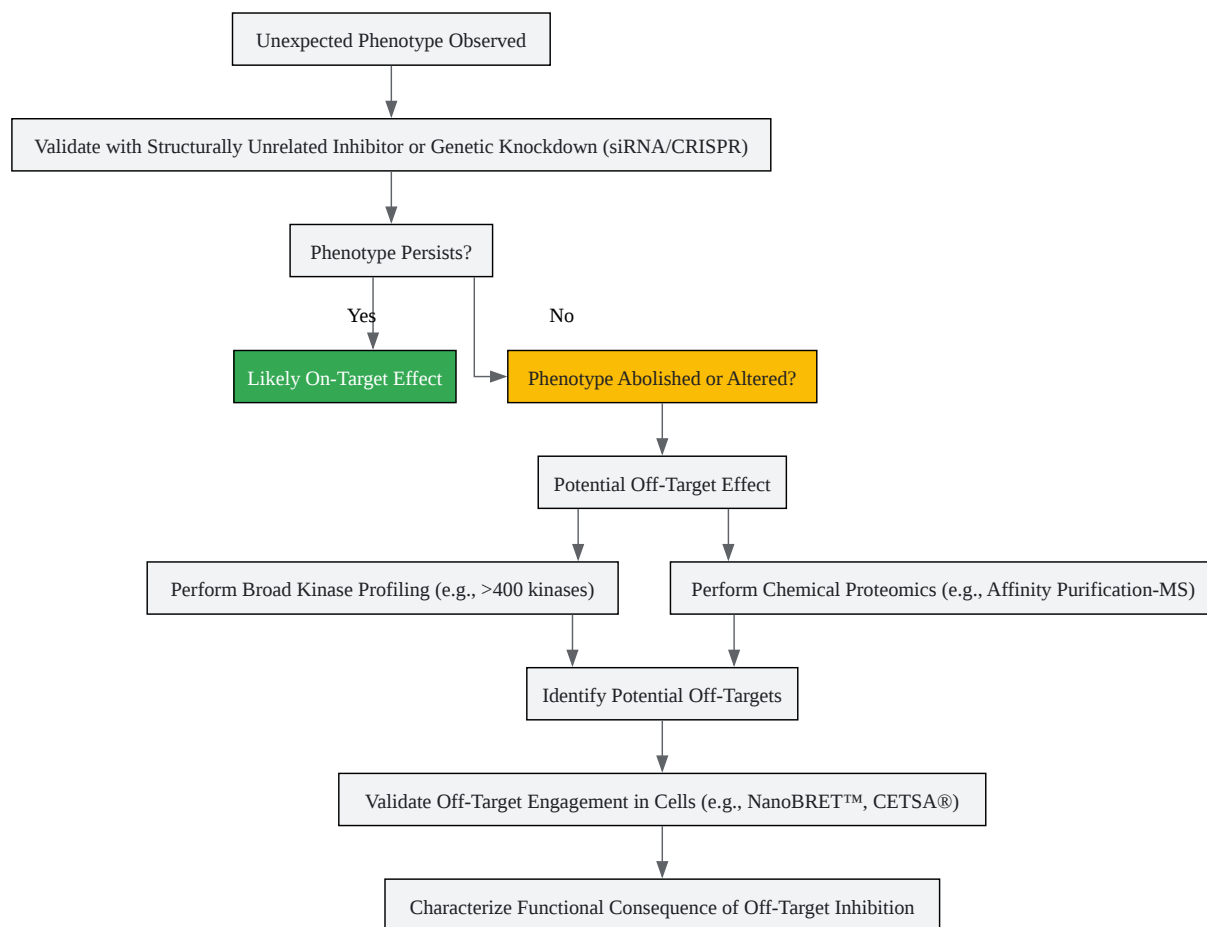 Unexpected Phenotype Observed
Validate with Structurally Unrelated Inhibitor or Genetic Knockdown (siRNA/CRISPR)
Phenotype Persists?
Yes
No
Likely On-Target Effect
Phenotype Abolished or Altered?
Potential Off-Target Effect
Perform Broad Kinase Profiling (e.g., >400 kinases)
Perform Chemical Proteomics (e.g., Affinity Purification-MS)
Identify Potential Off-Targets
Validate Off-Target Engagement in Cells (e.g., NanoBRET™, CETSA®)
Characterize Functional Consequence of Off-Target Inhibition